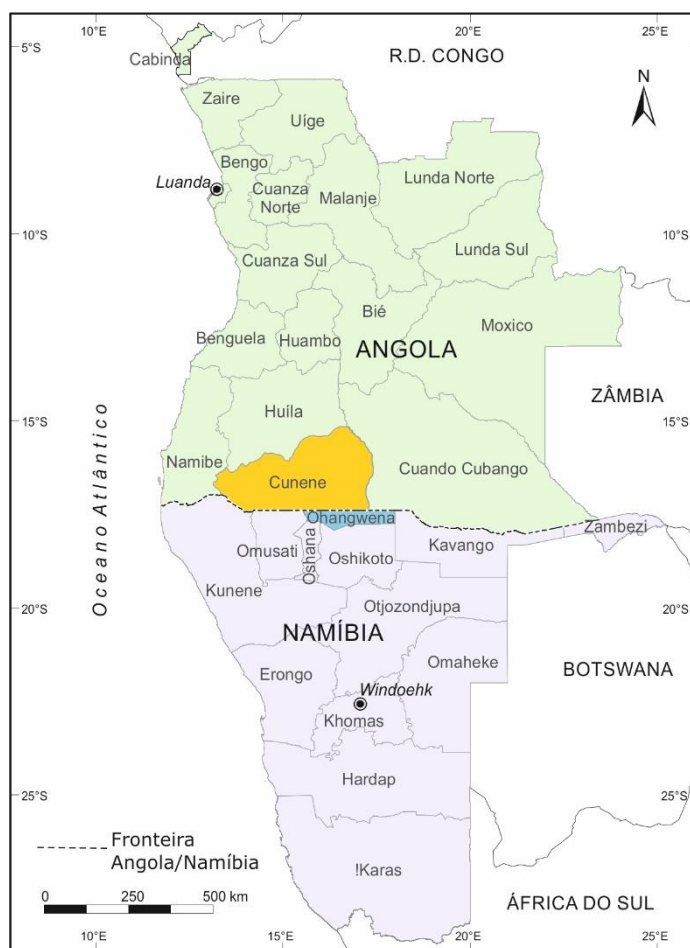 10°E
20°E
25°E
5°S
5°S
Cabinda
R.D. CONGO
N
Zaire
Uíge
Bengo
Luanda
Cuanza
Norte
Malanje
Lunda Norte
10°S
10°S
Lunda Sul
Cuanza Sul
Bié
Moxico
Benguela
Huambo
ANGOLA
15°S
15°S
ZÂMBIA
Huíla
Namibe
Cunene
Cuando Cubango
Oceano Atlântico
Ohangwena
Zambezi
Omusati
Oshana
Oshikoto
Kavango
Kunene
20°S
20°S
Otjozondjupa
NAMÍBIA
Omaheke
Erongo
BOTSWANA
Windoehk
Khomas
Hardap
25°S
25°S
Fronteira
Angola/Namíbia
!Karas
0 250 500 km
ÁFRICA DO SUL
10°E
15°E
20°E
25°E